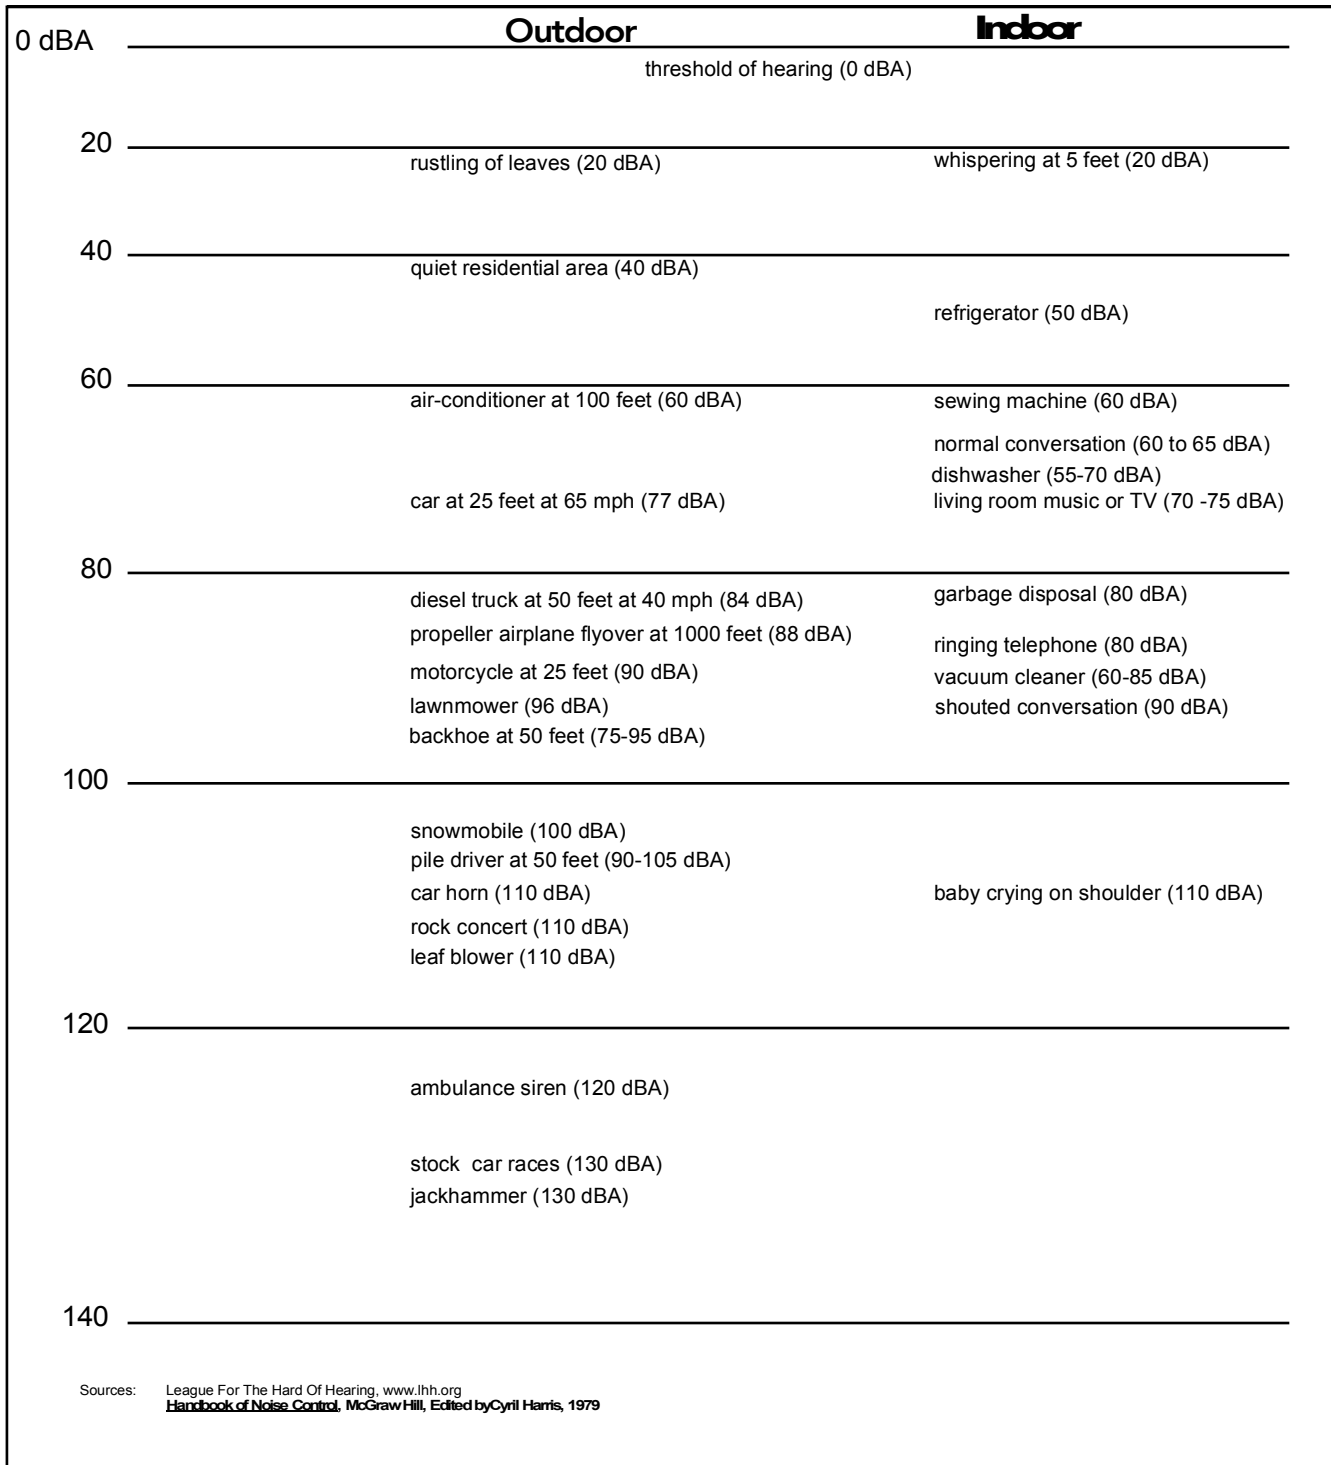 Outdoor Indoor
0 dBA
threshold of hearing (0 dBA)
20
rustling of leaves (20 dBA) whispering at 5 feet (20 dBA)
40
quiet residential area (40 dBA)
refrigerator (50 dBA)
60
air-conditioner at 100 feet (60 dBA) sewing machine (60 dBA)
normal conversation (60 to 65 dBA)
dishwasher (55-70 dBA)
car at 25 feet at 65 mph (77 dBA) living room music or TV (70 -75 dBA)
80
diesel truck at 50 feet at 40 mph (84 dBA) garbage disposal (80 dBA)
propeller airplane flyover at 1000 feet (88 dBA) ringing telephone (80 dBA)
motorcycle at 25 feet (90 dBA) vacuum cleaner (60-85 dBA)
lawnmower (96 dBA) shouted conversation (90 dBA)
backhoe at 50 feet (75-95 dBA)
100
snowmobile (100 dBA)
pile driver at 50 feet (90-105 dBA)
car horn (110 dBA) baby crying on shoulder (110 dBA)
rock concert (110 dBA)
leaf blower (110 dBA)
120
ambulance siren (120 dBA)
stock car races (130 dBA)
jackhammer (130 dBA)
140
Sources: League For The Hard Of Hearing, www.lhh.org
Handbook of Noise Control, McGraw Hill, Edited by Cyril Harris, 1979